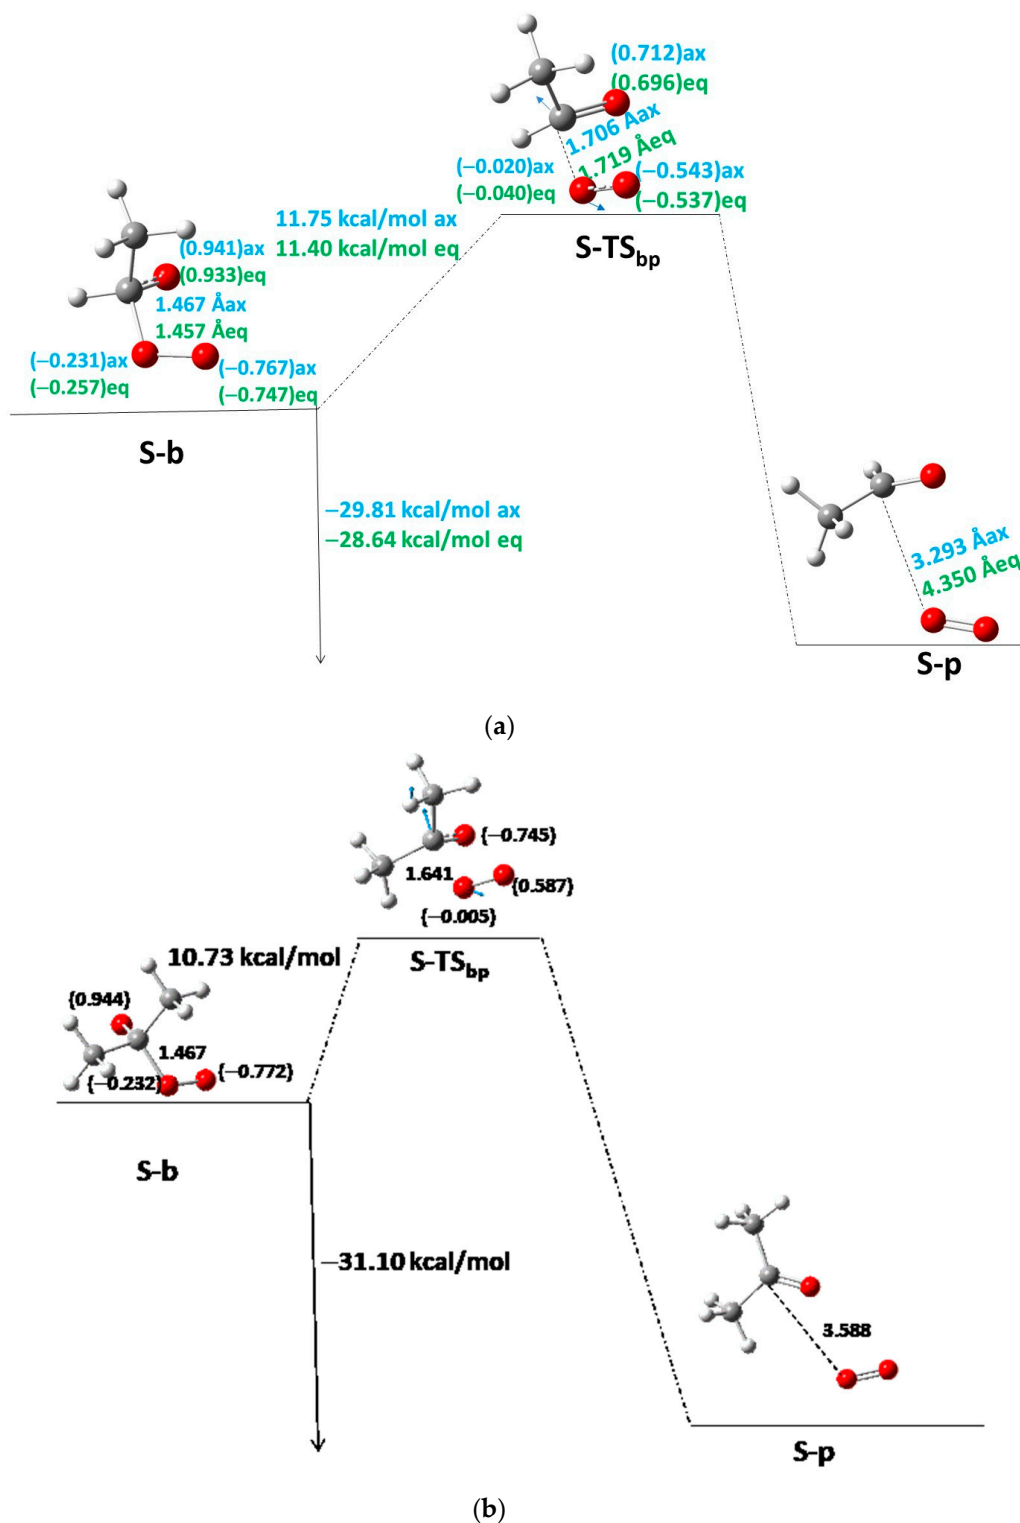 (0.712)ax
(0.696)eq
1.706 Åax
1.719 Åeq
(−0.020)ax
(−0.040)eq
(−0.543)ax
(−0.537)eq
S-TSbp
11.75 kcal/mol ax
11.40 kcal/mol eq
(0.941)ax
(0.933)eq
1.467 Åax
1.457 Åeq
(−0.231)ax
(−0.257)eq
(−0.767)ax
(−0.747)eq
S-b
−29.81 kcal/mol ax
−28.64 kcal/mol eq
3.293 Åax
4.350 Åeq
S-p
(a)
{−0.745}
1.641
{0.587}
{−0.005}
S-TSbp
10.73 kcal/mol
{0.944}
1.467
{−0.232}
{−0.772}
S-b
−31.10 kcal/mol
3.588
S-p
(b)